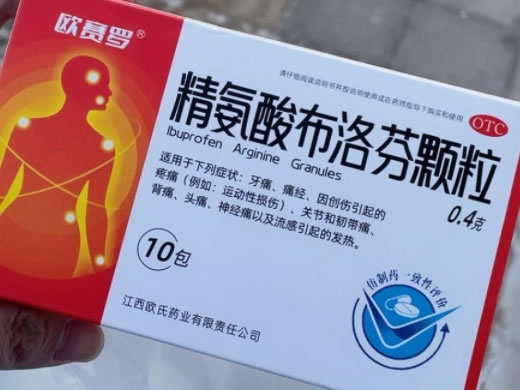 欧赛罗®
请仔细阅读说明书并按说明使用或在药师指导下购买和使用
OTC
精氨酸布洛芬颗粒
Ibuprofen Arginine Granules
0.4克
适用于下列症状:牙痛、痛经、因创伤引起的
疼痛(例如:运动性损伤)、关节和韧带痛、
背痛、头痛、神经痛以及流感引起的发热。
10包
仿制药一致性评价
江西欧氏药业有限责任公司